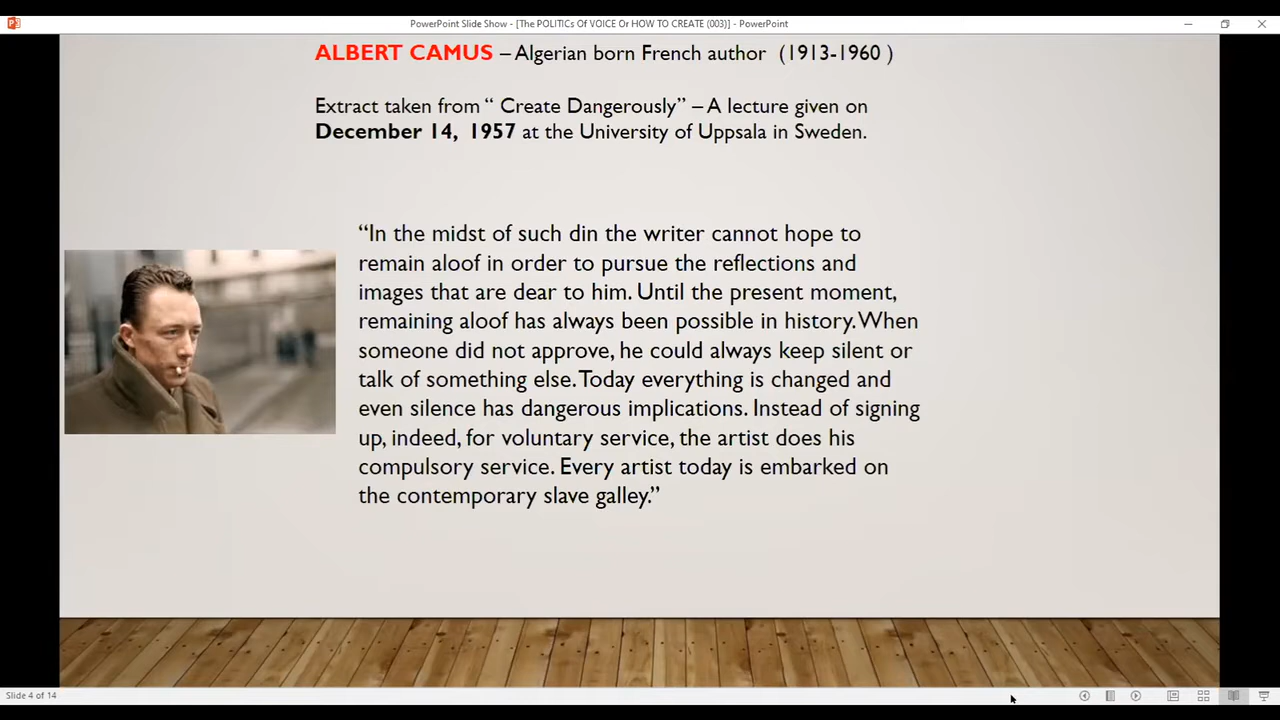 PowerPoint Slide Show - [The POLITICs Of VOICE Or HOW TO CREATE (003)] - PowerPoint
ALBERT CAMUS – Algerian born French author (1913-1960 )
Extract taken from “ Create Dangerously” – A lecture given on
December 14, 1957 at the University of Uppsala in Sweden.
“In the midst of such din the writer cannot hope to
remain aloof in order to pursue the reflections and
images that are dear to him. Until the present moment,
remaining aloof has always been possible in history. When
someone did not approve, he could always keep silent or
talk of something else. Today everything is changed and
even silence has dangerous implications. Instead of signing
up, indeed, for voluntary service, the artist does his
compulsory service. Every artist today is embarked on
the contemporary slave galley.”
Slide 4 of 14